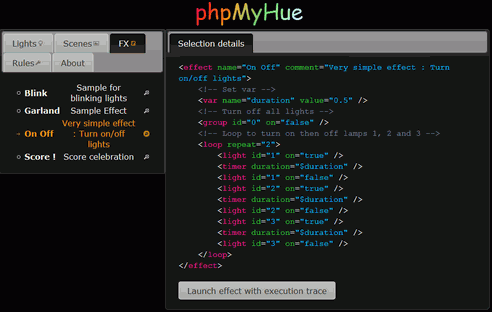 phpMyHue
Lights
Scenes
FX
Rules
About
Selection details
Blink
Sample for
blinking lights
Garland
Sample Effect
On Off
Very simple effect
: Turn on/off
lights
Score !
Score celebration
<effect name="On Off" comment="Very simple effect : Turn
on/off lights">
<!-- Set var -->
<var name="duration" value="0.5" />
<!-- Turn off all lights -->
<group id="0" on="false" />
<!-- Loop to turn on then off lamps 1, 2 and 3 -->
<loop repeat="2">
<light id="1" on="true" />
<timer duration="$duration" />
<light id="1" on="false" />
<light id="2" on="true" />
<timer duration="$duration" />
<light id="2" on="false" />
<light id="3" on="true" />
<timer duration="$duration" />
<light id="3" on="false" />
</loop>
</effect>
Launch effect with execution trace